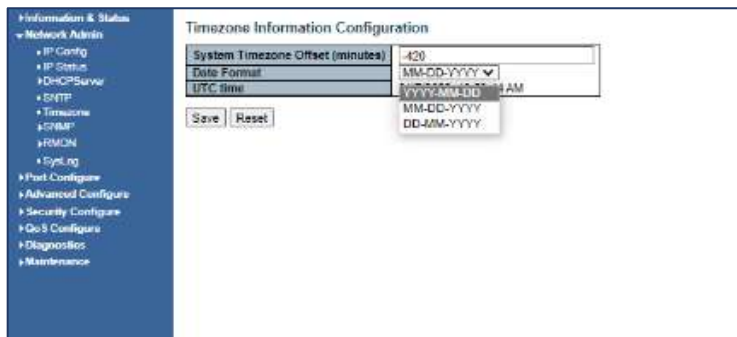 Information & Status
Network Admin
IP Config
IP Status
DHCPServer
SNTP
Timezone
SNMP
RMON
SysLog
Port Configure
Advanced Configure
Security Configure
QoS Configure
Diagnostics
Maintenance
Timezone Information Configuration
System Timezone Offset (minutes) -420
Date Format MM-DD-YYYY
UTC time AM
YYYY-MM-DD
MM-DD-YYYY
DD-MM-YYYY
Save Reset